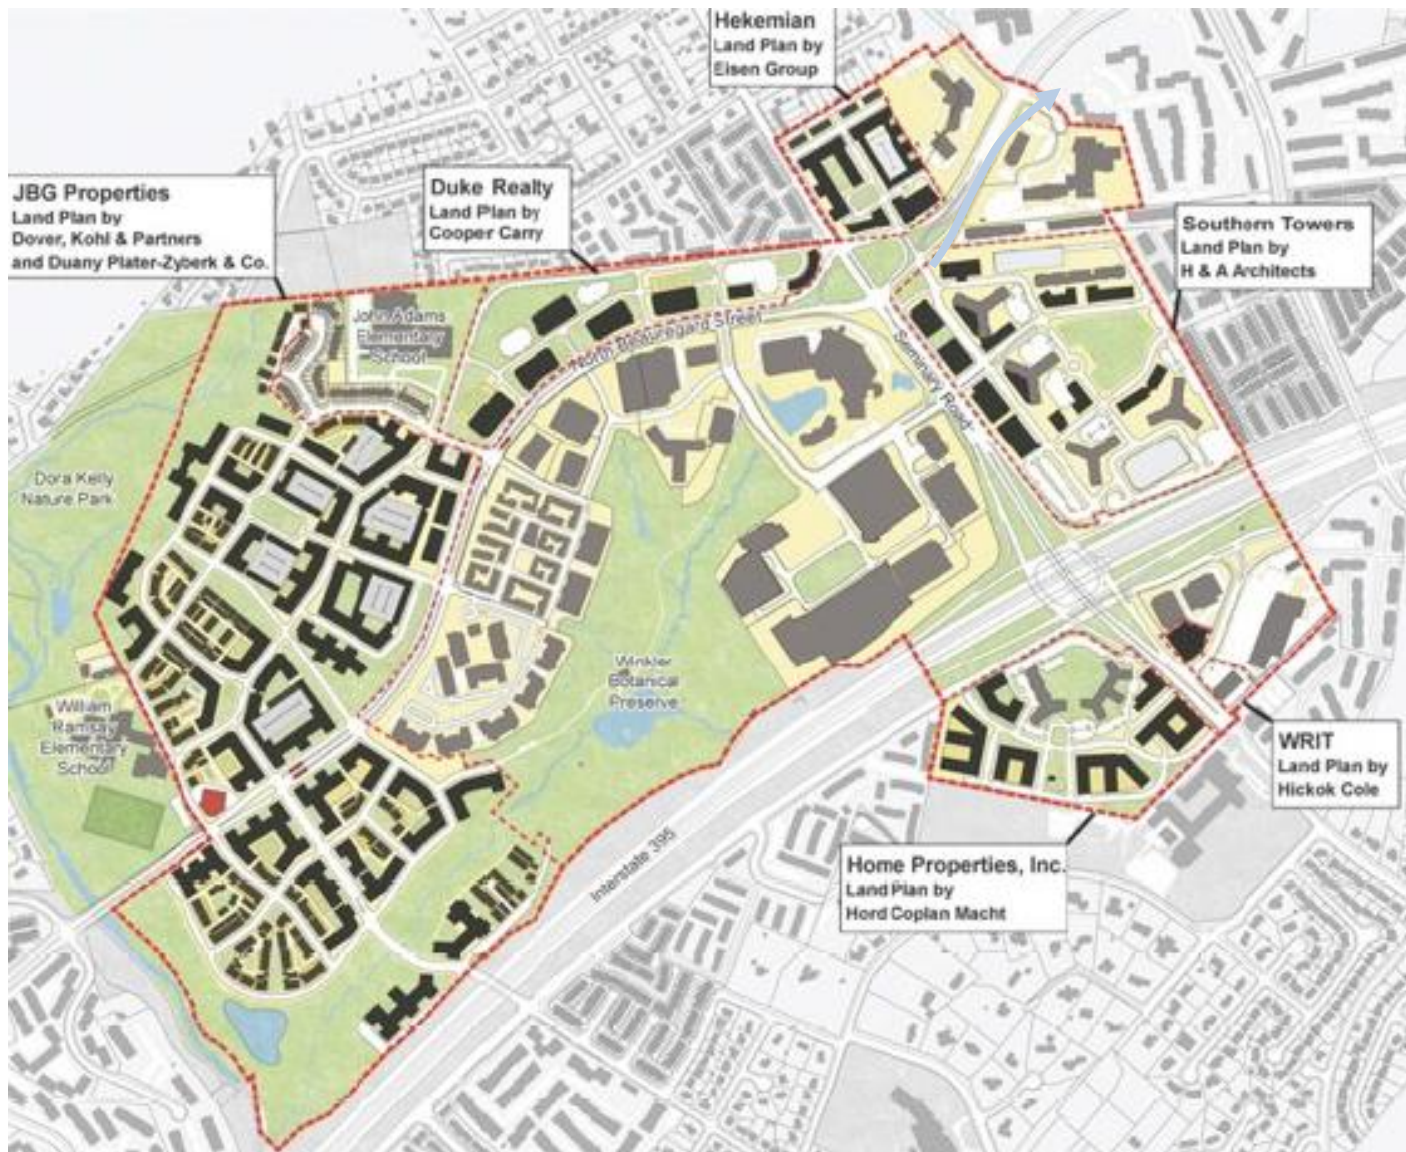 Hekemian
Land Plan by
Eisen Group
JBG Properties
Land Plan by
Dover, Kohl & Partners
and Duany Plater-Zyberk & Co.
Duke Realty
Land Plan by
Cooper Carry
Southern Towers
Land Plan by
H & A Architects
John Adams
Elementary
School
North Beauregard Street
Seminary Road
Dora Kelly
Nature Park
Winkler
Botanical
Preserve
William
Ramsay
Elementary
School
WRIT
Land Plan by
Hickok Cole
Interstate 395
Home Properties, Inc.
Land Plan by
Hord Coplan Macht